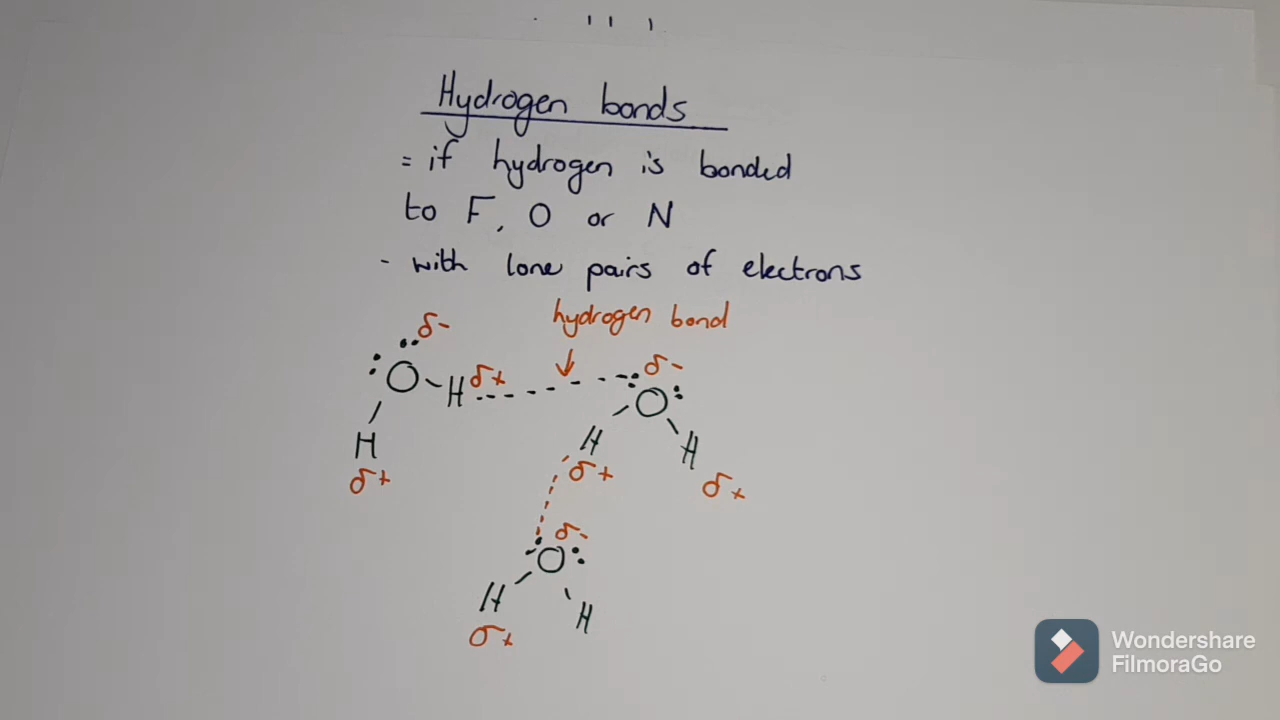 Hydrogen bonds
= if hydrogen is bonded
to F, O or N
- with lone pairs of electrons
hydrogen bond
δ-
δ-
O - H δ+
O
H
H
H
δ+
δ+
δ+
δ-
O
H
H
δ+
Wondershare
FilmoraGo